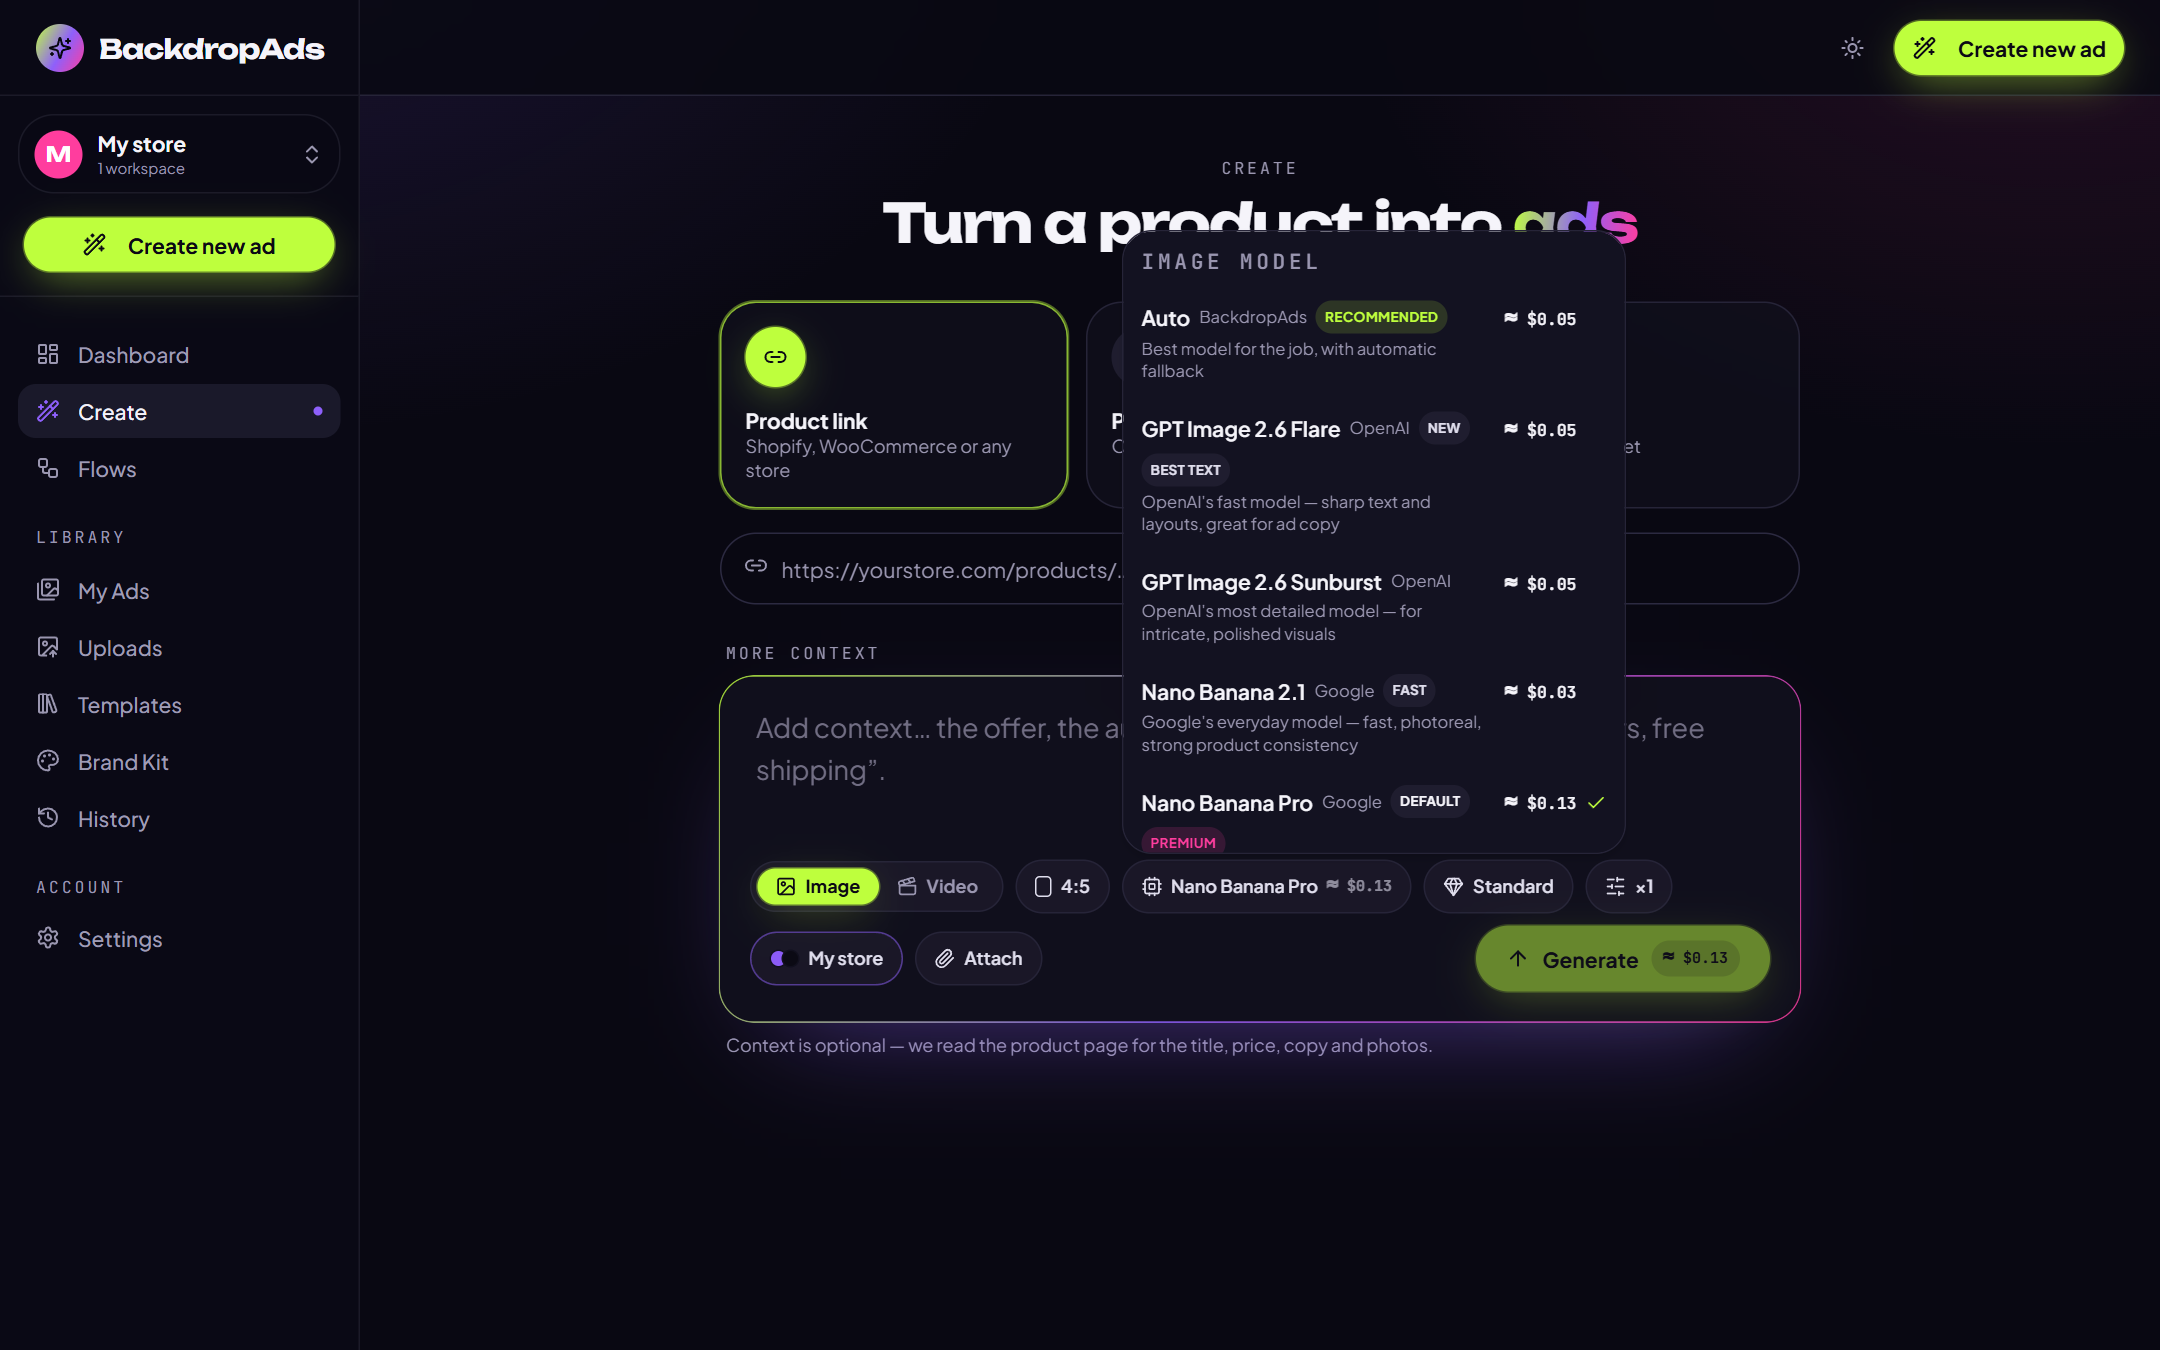 BackdropAds
Create new ad
My store
1 workspace
M
Create new ad
Dashboard
Create
Flows
LIBRARY
My Ads
Uploads
Templates
Brand Kit
History
ACCOUNT
Settings
CREATE
Turn a product into ads
Product link
Shopify, WooCommerce or any
store
https://yourstore.com/products/..
MORE CONTEXT
Add context… the offer, the a
s, free
shipping”.
IMAGE MODEL
Auto BackdropAds RECOMMENDED ≈ $0.05
Best model for the job, with automatic
fallback
GPT Image 2.6 Flare OpenAI NEW ≈ $0.05
BEST TEXT
OpenAI's fast model — sharp text and
layouts, great for ad copy
GPT Image 2.6 Sunburst OpenAI ≈ $0.05
OpenAI's most detailed model — for
intricate, polished visuals
Nano Banana 2.1 Google FAST ≈ $0.03
Google's everyday model — fast, photoreal,
strong product consistency
Nano Banana Pro Google DEFAULT ≈ $0.13
PREMIUM
Image Video 4:5 Nano Banana Pro ≈ $0.13 Standard ×1
My store Attach Generate ≈ $0.13
Context is optional — we read the product page for the title, price, copy and photos.